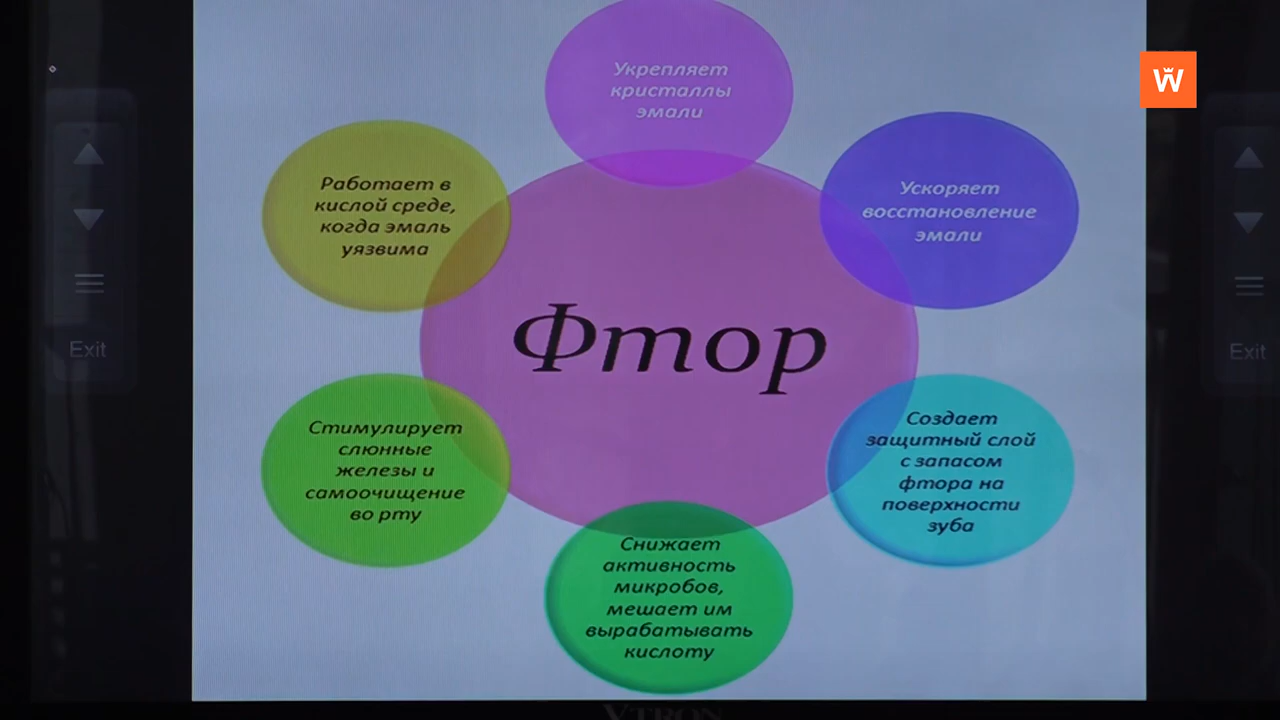 Укрепляет
кристаллы
эмали
W
Ускоряет
восстановление
эмали
Работает в
кислой среде,
когда эмаль
уязвима
Фтор
Exit
Exit
Создает
защитный слой
с запасом
фтора на
поверхности
зуба
Стимулирует
слюнные
железы и
самоочищение
во рту
Снижает
активность
микробов,
мешает им
вырабатывать
кислоту
VTRON